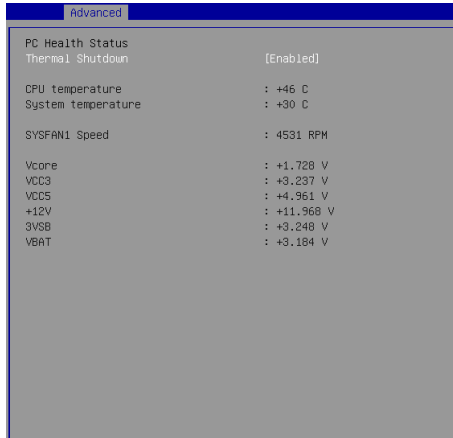 Advanced
PC Health Status
Thermal Shutdown [Enabled]
CPU temperature : +46 C
System temperature : +30 C
SYSFAN1 Speed : 4531 RPM
Vcore : +1.728 V
VCC3 : +3.237 V
VCC5 : +4.961 V
+12V : +11.968 V
3VSB : +3.248 V
VBAT : +3.184 V